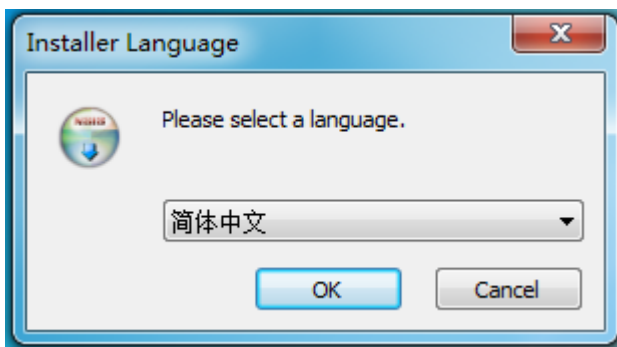 Installer Language
Please select a language.
简体中文
OK
Cancel